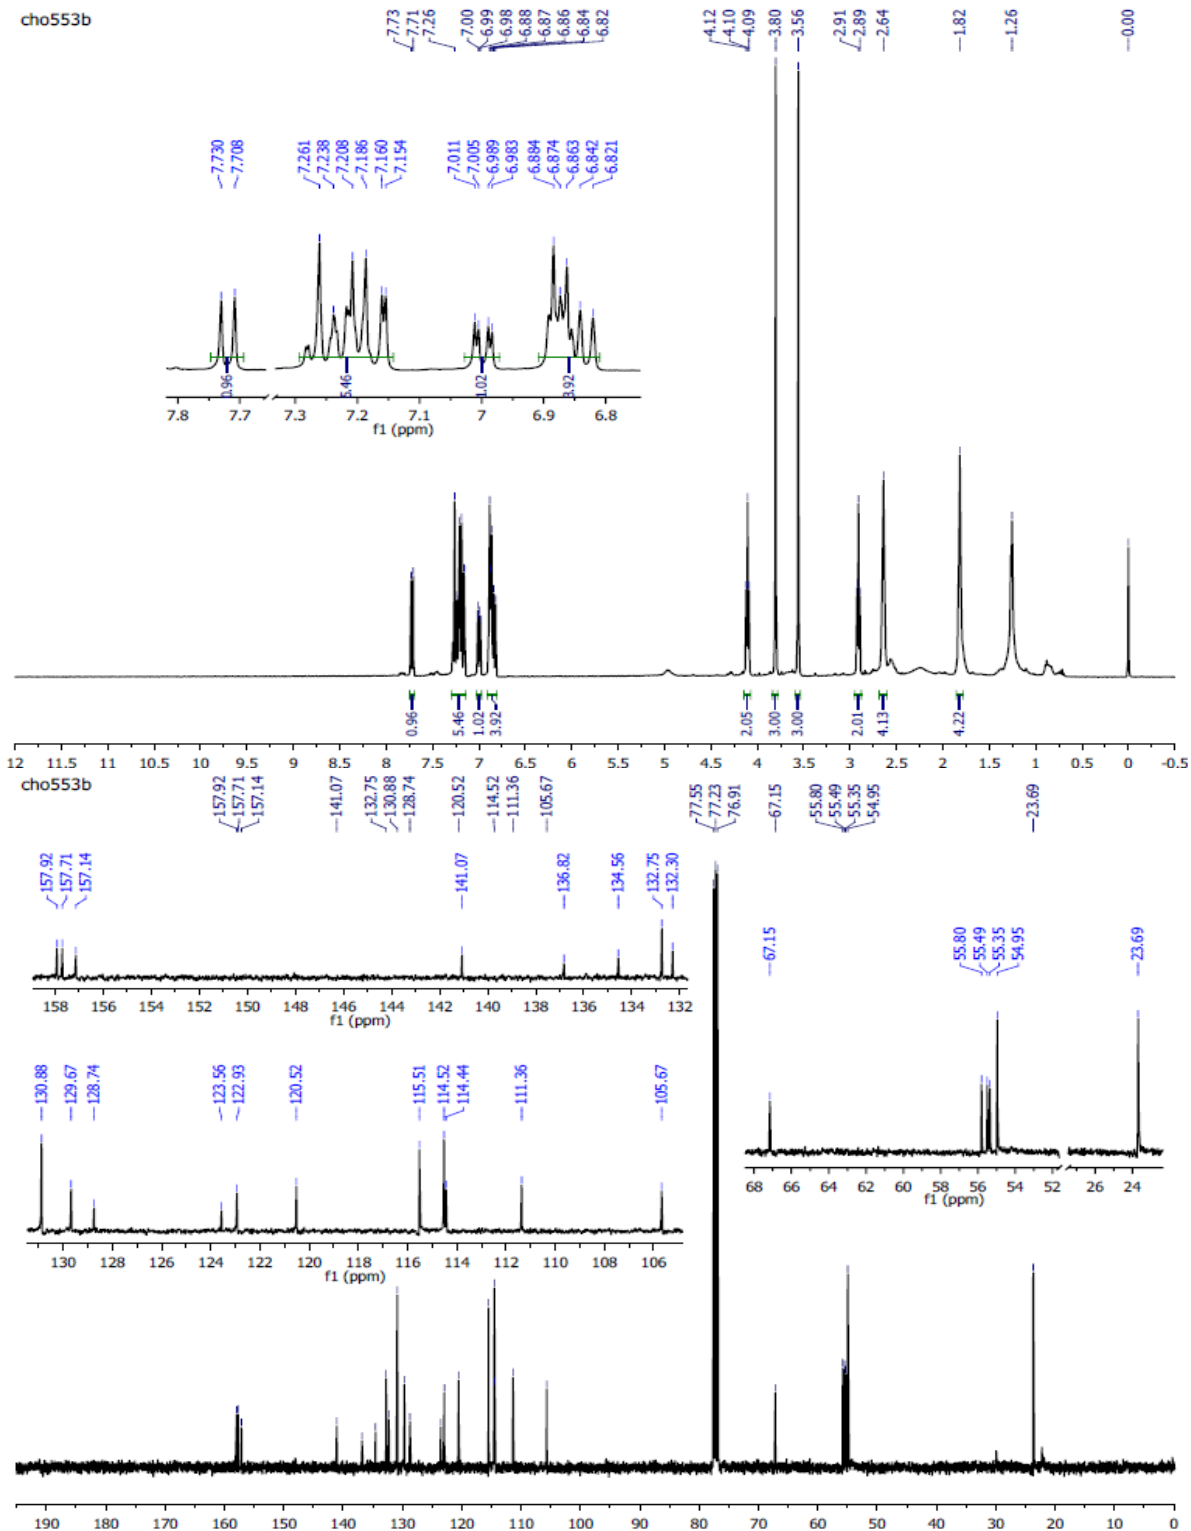 cho553b
7.73 7.71 7.26 7.00 6.99 6.98 6.88 6.87 6.86 6.84 6.82 4.12 4.10 4.09 3.80 3.56 2.91 2.89 2.64 1.82 1.26 0.00
7.730 7.708 7.261 7.238 7.208 7.186 7.160 7.154 7.011 7.005 6.989 6.983 6.884 6.874 6.863 6.842 6.821
0.96 5.46 1.02 3.92
7.8 7.7 7.3 7.2 7.1 7 6.9 6.8
f1 (ppm)
0.96 5.46 1.02 3.92 2.05 3.00 3.00 2.01 4.13 4.22
12 11.5 11 10.5 10 9.5 9 8.5 8 7.5 7 6.5 6 5.5 5 4.5 4 3.5 3 2.5 2 1.5 1 0.5 0 -0.5
cho553b
157.92 157.71 157.14 141.07 132.75 130.88 128.74 120.52 114.52 111.36 105.67 77.55 77.23 76.91 67.15 55.80 55.49 55.35 54.95 23.69
157.92 157.71 157.14 141.07 136.82 134.56 132.75 132.30
158 156 154 152 150 148 146 144 142 140 138 136 134 132
f1 (ppm)
67.15 55.80 55.49 55.35 54.95 23.69
68 66 64 62 60 58 56 54 52 26 24
f1 (ppm)
130.88 129.67 128.74 123.56 122.93 120.52 115.51 114.52 114.44 111.36 105.67
130 128 126 124 122 120 118 116 114 112 110 108 106
f1 (ppm)
190 180 170 160 150 140 130 120 110 100 90 80 70 60 50 40 30 20 10 0